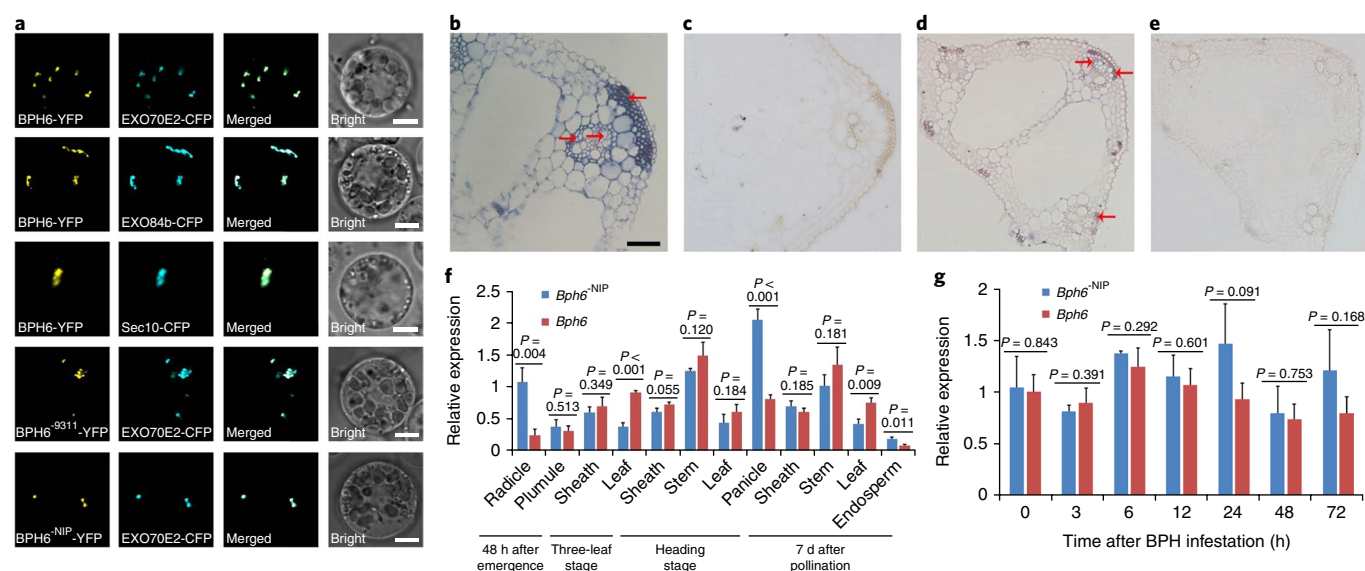 a
BPH6-YFP EXO70E2-CFP Merged Bright
BPH6-YFP EXO84b-CFP Merged Bright
BPH6-YFP Sec10-CFP Merged Bright
BPH6-9311-YFP EXO70E2-CFP Merged Bright
BPH6-NIP-YFP EXO70E2-CFP Merged Bright
b
c
d
e
f
Relative expression
2.5
2
1.5
1
0.5
0
Bph6-NIP
Bph6
P = 0.004
P = 0.513
P = 0.349
P < 0.001
P = 0.055
P = 0.120
P = 0.184
P < 0.001
P = 0.185
P = 0.181
P = 0.009
P = 0.011
Radicle
Plumule
Sheath
Leaf
Sheath
Stem
Leaf
Panicle
Sheath
Stem
Leaf
Endosperm
48 h after emergence
Three-leaf stage
Heading stage
7 d after pollination
g
Relative expression
2
1.5
1
0.5
0
Bph6-NIP
Bph6
P = 0.843
P = 0.391
P = 0.292
P = 0.601
P = 0.091
P = 0.753
P = 0.168
0 3 6 12 24 48 72
Time after BPH infestation (h)